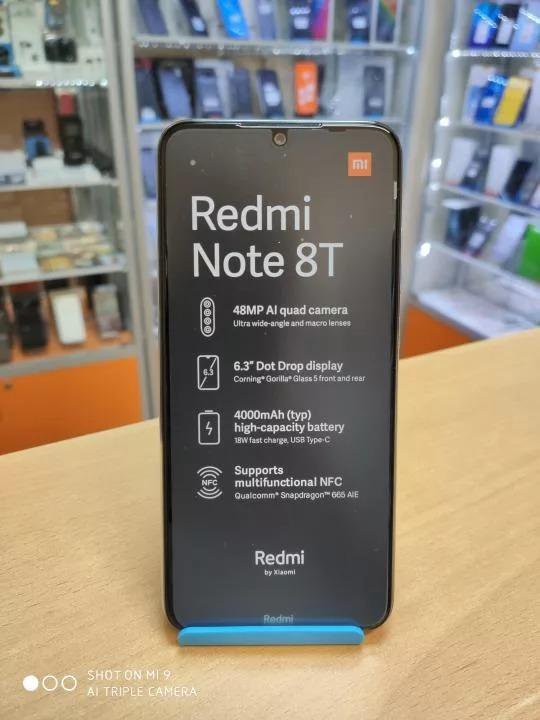 mi
Redmi
Note 8T
48MP AI quad camera
Ultra wide-angle and macro lenses
6.3
6.3″ Dot Drop display
Corning® Gorilla® Glass 5 front and rear
4000mAh (typ)
high-capacity battery
18W fast charge, USB Type-C
NFC
Supports
multifunctional NFC
Qualcomm® Snapdragon™ 665 AIE
Redmi
by Xiaomi
Redmi
SHOT ON MI 9
AI TRIPLE CAMERA